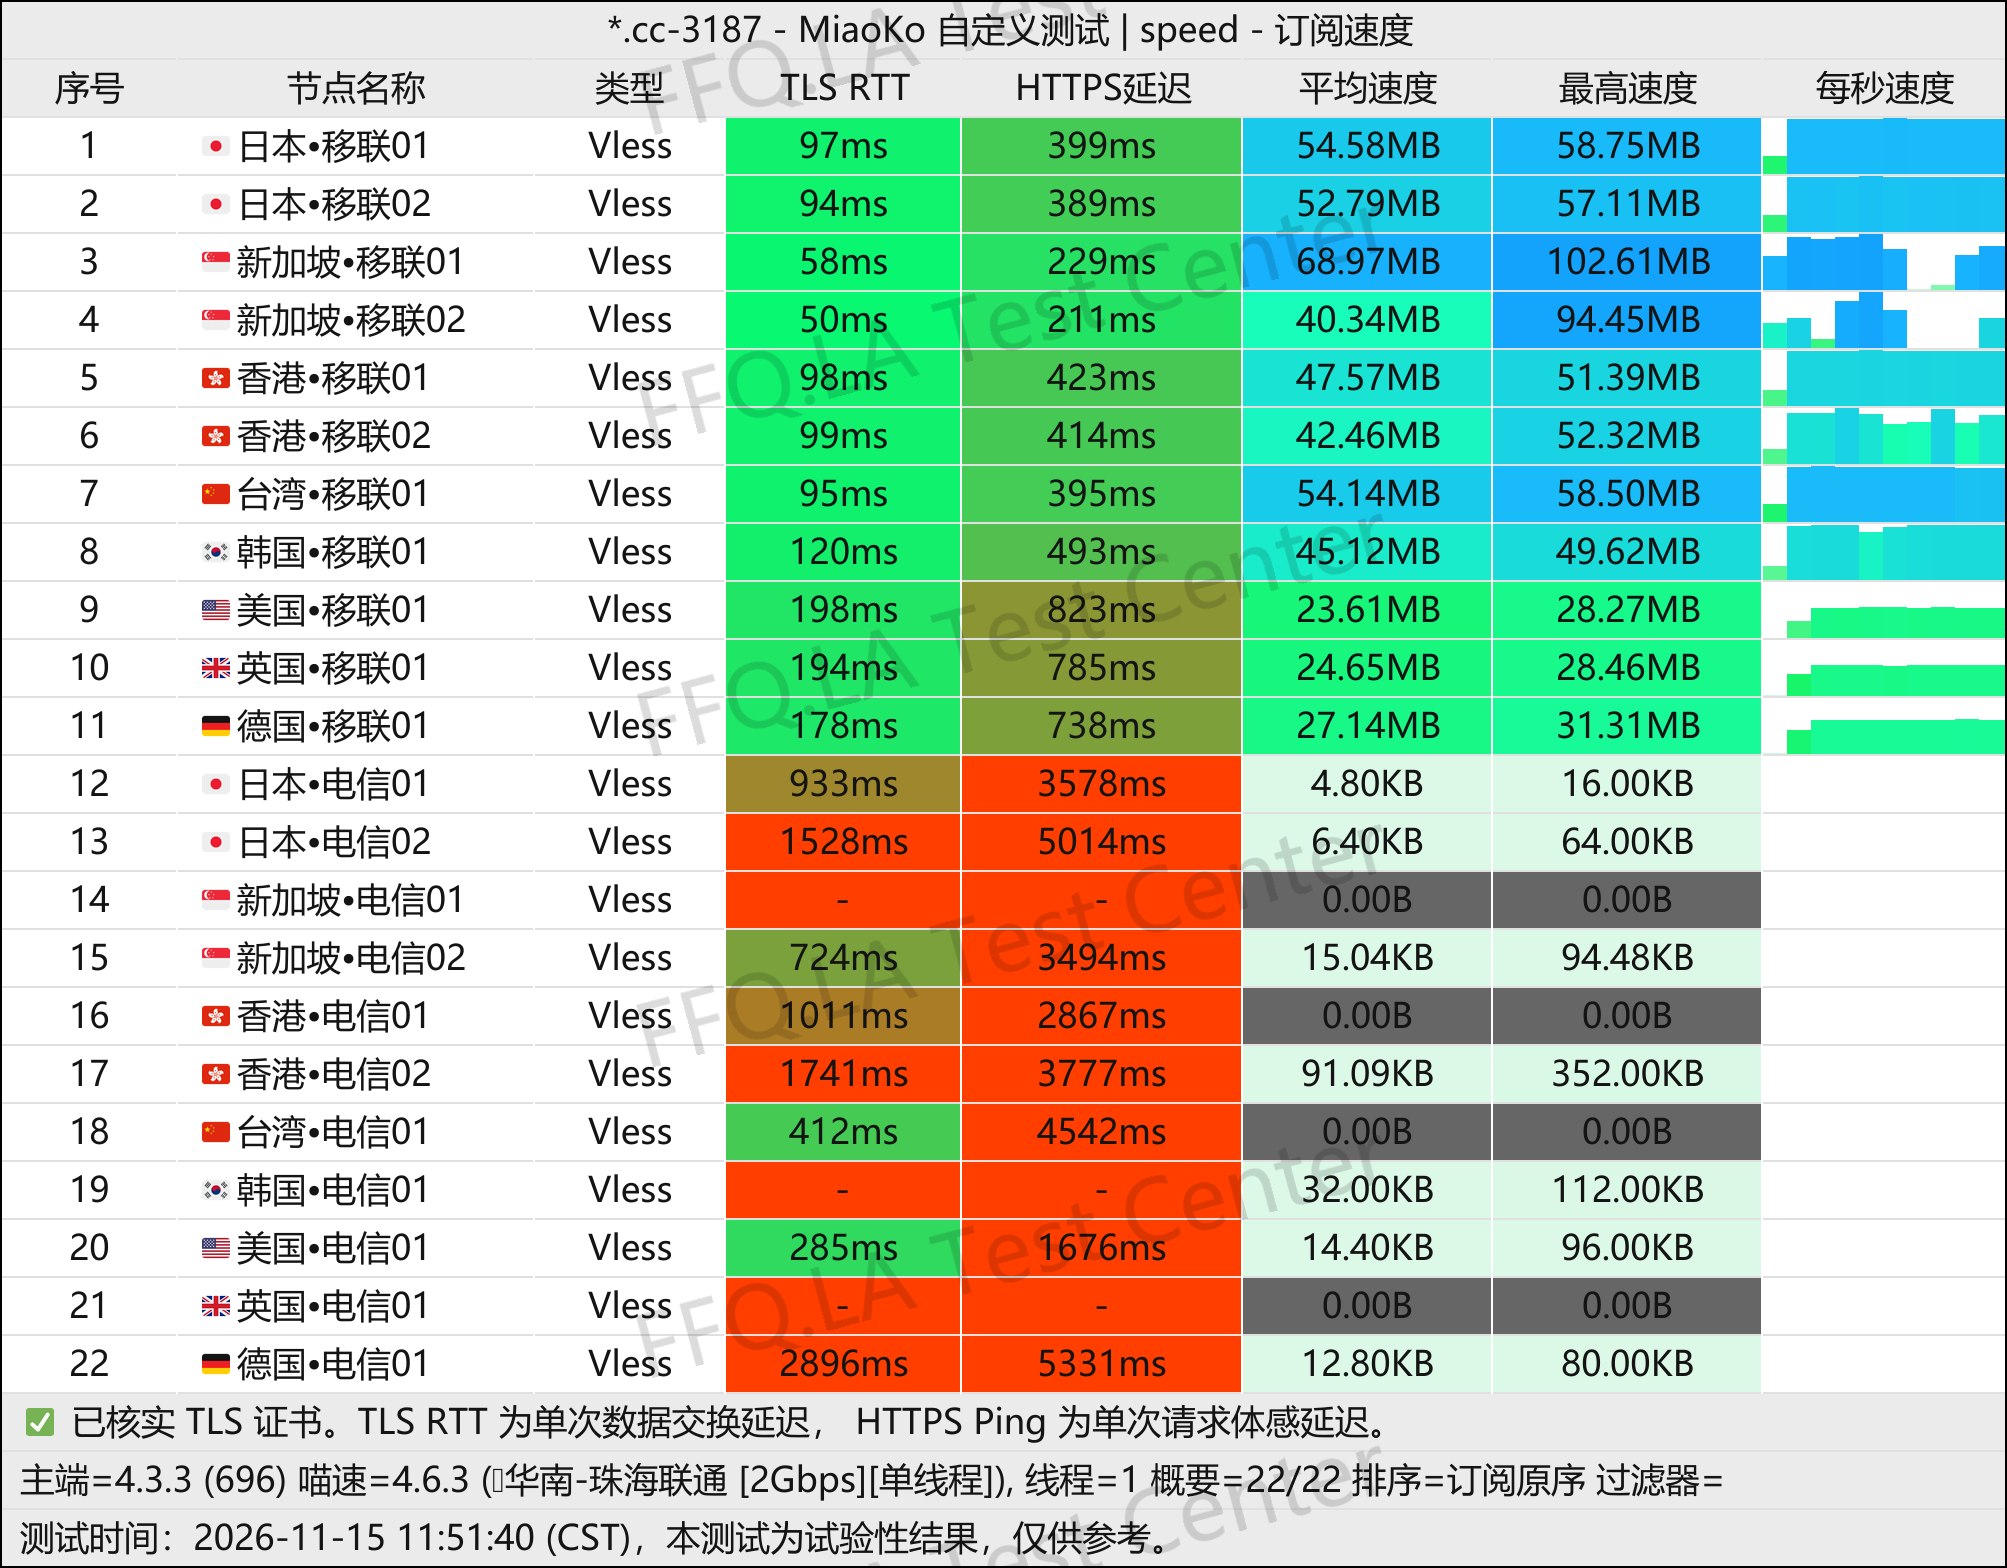 *.cc-3187 - MiaoKo 自定义测试 | speed - 订阅速度
序号 节点名称 类型 TLS RTT HTTPS延迟 平均速度 最高速度 每秒速度
1 日本•移联01 Vless 97ms 399ms 54.58MB 58.75MB
2 日本•移联02 Vless 94ms 389ms 52.79MB 57.11MB
3 新加坡•移联01 Vless 58ms 229ms 68.97MB 102.61MB
4 新加坡•移联02 Vless 50ms 211ms 40.34MB 94.45MB
5 香港•移联01 Vless 98ms 423ms 47.57MB 51.39MB
6 香港•移联02 Vless 99ms 414ms 42.46MB 52.32MB
7 台湾•移联01 Vless 95ms 395ms 54.14MB 58.50MB
8 韩国•移联01 Vless 120ms 493ms 45.12MB 49.62MB
9 美国•移联01 Vless 198ms 823ms 23.61MB 28.27MB
10 英国•移联01 Vless 194ms 785ms 24.65MB 28.46MB
11 德国•移联01 Vless 178ms 738ms 27.14MB 31.31MB
12 日本•电信01 Vless 933ms 3578ms 4.80KB 16.00KB
13 日本•电信02 Vless 1528ms 5014ms 6.40KB 64.00KB
14 新加坡•电信01 Vless - - 0.00B 0.00B
15 新加坡•电信02 Vless 724ms 3494ms 15.04KB 94.48KB
16 香港•电信01 Vless 1011ms 2867ms 0.00B 0.00B
17 香港•电信02 Vless 1741ms 3777ms 91.09KB 352.00KB
18 台湾•电信01 Vless 412ms 4542ms 0.00B 0.00B
19 韩国•电信01 Vless - - 32.00KB 112.00KB
20 美国•电信01 Vless 285ms 1676ms 14.40KB 96.00KB
21 英国•电信01 Vless - - 0.00B 0.00B
22 德国•电信01 Vless 2896ms 5331ms 12.80KB 80.00KB
✅ 已核实 TLS 证书。TLS RTT 为单次数据交换延迟， HTTPS Ping 为单次请求体感延迟。
主端=4.3.3 (696) 喵速=4.6.3 (华南-珠海联通 [2Gbps][单线程]), 线程=1 概要=22/22 排序=订阅原序 过滤器=
测试时间：2026-11-15 11:51:40 (CST)，本测试为试验性结果，仅供参考。
FFQ.LA Test Center
FFQ.LA Test Center
FFQ.LA Test Center
FFQ.LA Test Center
FFQ.LA Test Center